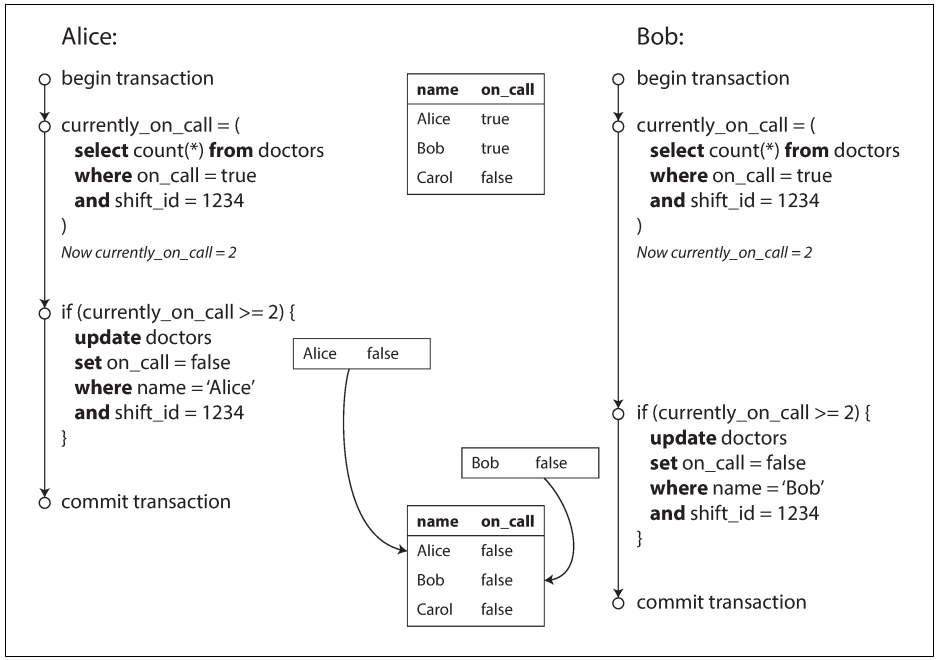 Alice:
begin transaction
currently_on_call = (
select count(*) from doctors
where on_call = true
and shift_id = 1234
)
Now currently_on_call = 2
if (currently_on_call >= 2) {
update doctors
set on_call = false
where name = ‘Alice’
and shift_id = 1234
}
commit transaction
name on_call
Alice true
Bob true
Carol false
Alice false
Bob false
name on_call
Alice false
Bob false
Carol false
Bob:
begin transaction
currently_on_call = (
select count(*) from doctors
where on_call = true
and shift_id = 1234
)
Now currently_on_call = 2
if (currently_on_call >= 2) {
update doctors
set on_call = false
where name = ‘Bob’
and shift_id = 1234
}
commit transaction